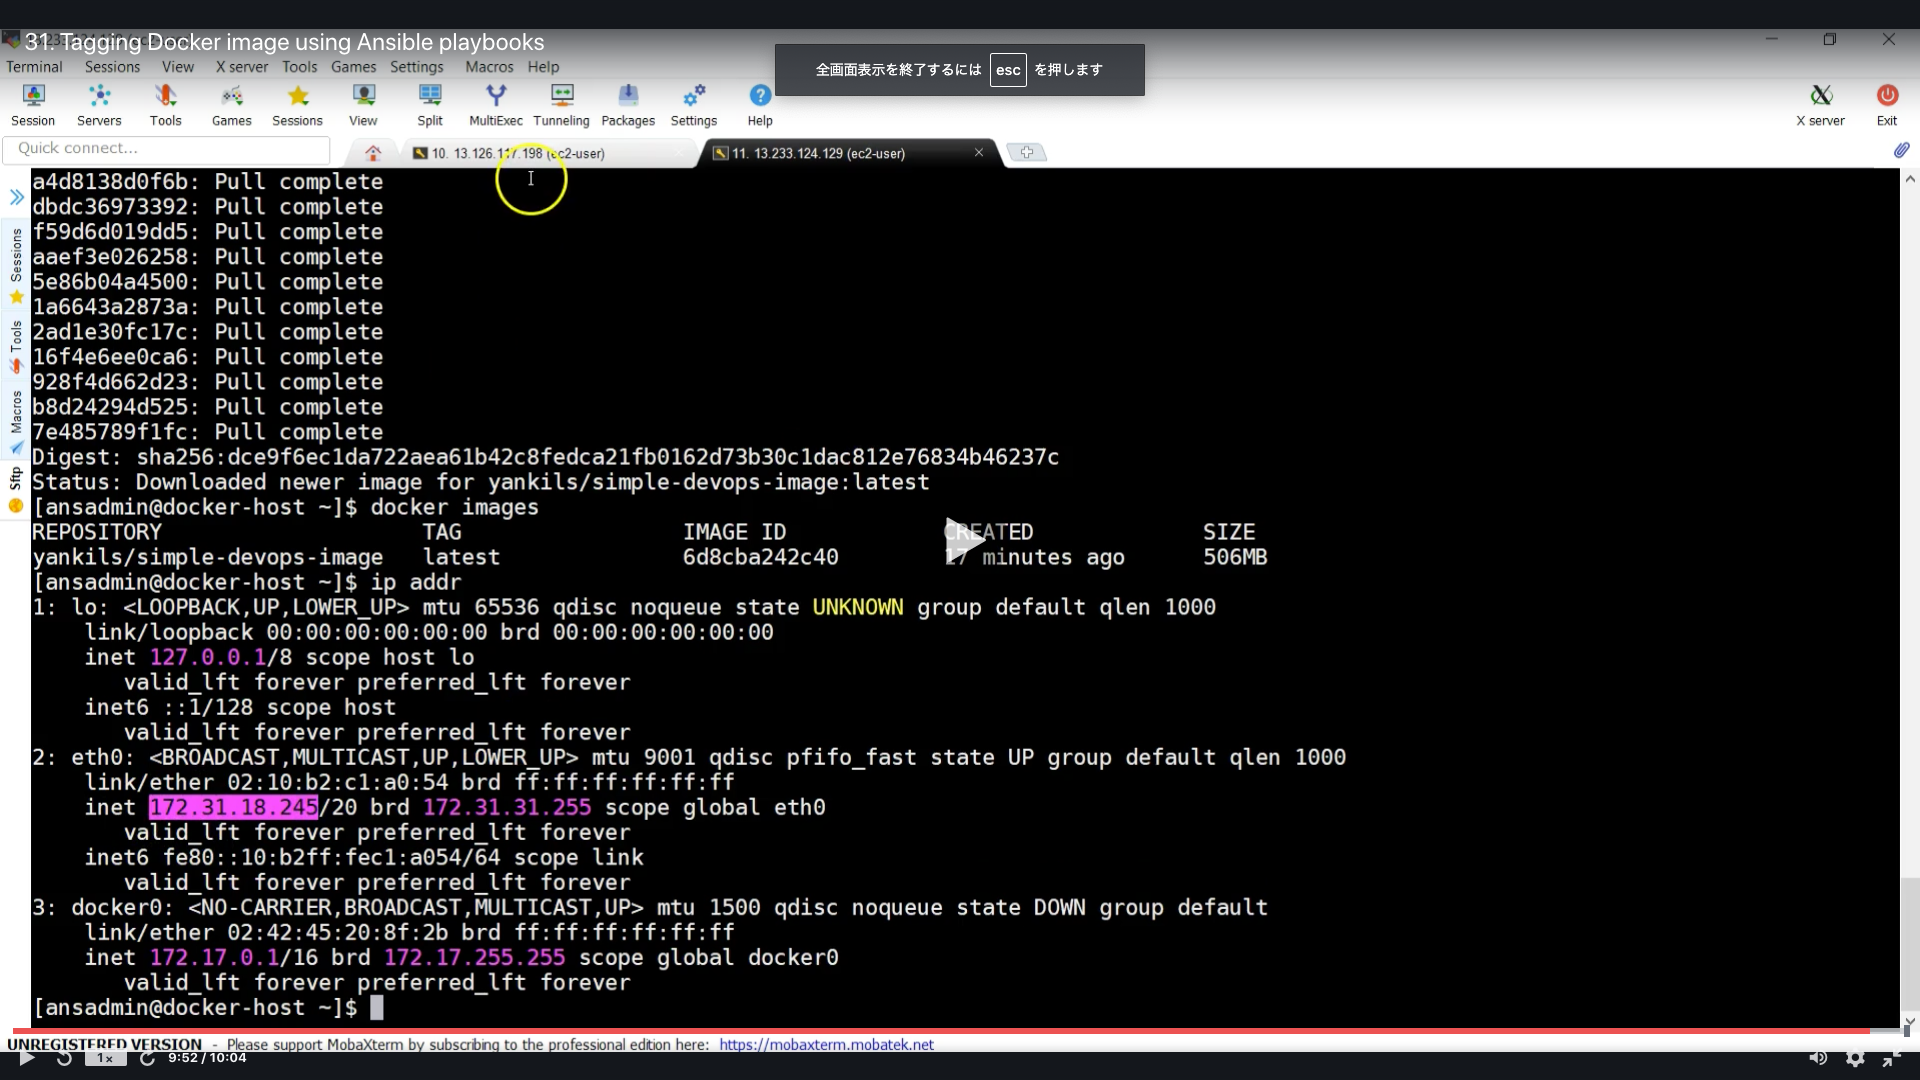 31. Tagging Docker image using Ansible playbooks
全画面表示を終了するには esc を押します
Terminal Sessions View X server Tools Games Settings Macros Help
Session Servers Tools Games Sessions View Split MultiExec Tunneling Packages Settings Help X server Exit
Quick connect...
10. 13.126.117.198 (ec2-user)
11. 13.233.124.129 (ec2-user)
Sessions
Tools
Macros
Sftp
a4d8138d0f6b: Pull complete
dbdc36973392: Pull complete
f59d6d019dd5: Pull complete
aaef3e026258: Pull complete
5e86b04a4500: Pull complete
1a6643a2873a: Pull complete
2ad1e30fc17c: Pull complete
16f4e6ee0ca6: Pull complete
928f4d662d23: Pull complete
b8d24294d525: Pull complete
7e485789f1fc: Pull complete
Digest: sha256:dce9f6ec1da722aea61b42c8fedca21fb0162d73b30c1dac812e76834b46237c
Status: Downloaded newer image for yankils/simple-devops-image:latest
[ansadmin@docker-host ~]$ docker images
REPOSITORY TAG IMAGE ID CREATED SIZE
yankils/simple-devops-image latest 6d8cba242c40 17 minutes ago 506MB
[ansadmin@docker-host ~]$ ip addr
1: lo: <LOOPBACK,UP,LOWER_UP> mtu 65536 qdisc noqueue state UNKNOWN group default qlen 1000
link/loopback 00:00:00:00:00:00 brd 00:00:00:00:00:00
inet 127.0.0.1/8 scope host lo
valid_lft forever preferred_lft forever
inet6 ::1/128 scope host
valid_lft forever preferred_lft forever
2: eth0: <BROADCAST,MULTICAST,UP,LOWER_UP> mtu 9001 qdisc pfifo_fast state UP group default qlen 1000
link/ether 02:10:b2:c1:a0:54 brd ff:ff:ff:ff:ff:ff
inet 172.31.18.245/20 brd 172.31.31.255 scope global eth0
valid_lft forever preferred_lft forever
inet6 fe80::10:b2ff:fec1:a054/64 scope link
valid_lft forever preferred_lft forever
3: docker0: <NO-CARRIER,BROADCAST,MULTICAST,UP> mtu 1500 qdisc noqueue state DOWN group default
link/ether 02:42:45:20:8f:2b brd ff:ff:ff:ff:ff:ff
inet 172.17.0.1/16 brd 172.17.255.255 scope global docker0
valid_lft forever preferred_lft forever
[ansadmin@docker-host ~]$
UNREGISTERED VERSION - Please support MobaXterm by subscribing to the professional edition here: https://mobaxterm.mobatek.net
1x 9:52 / 10:04